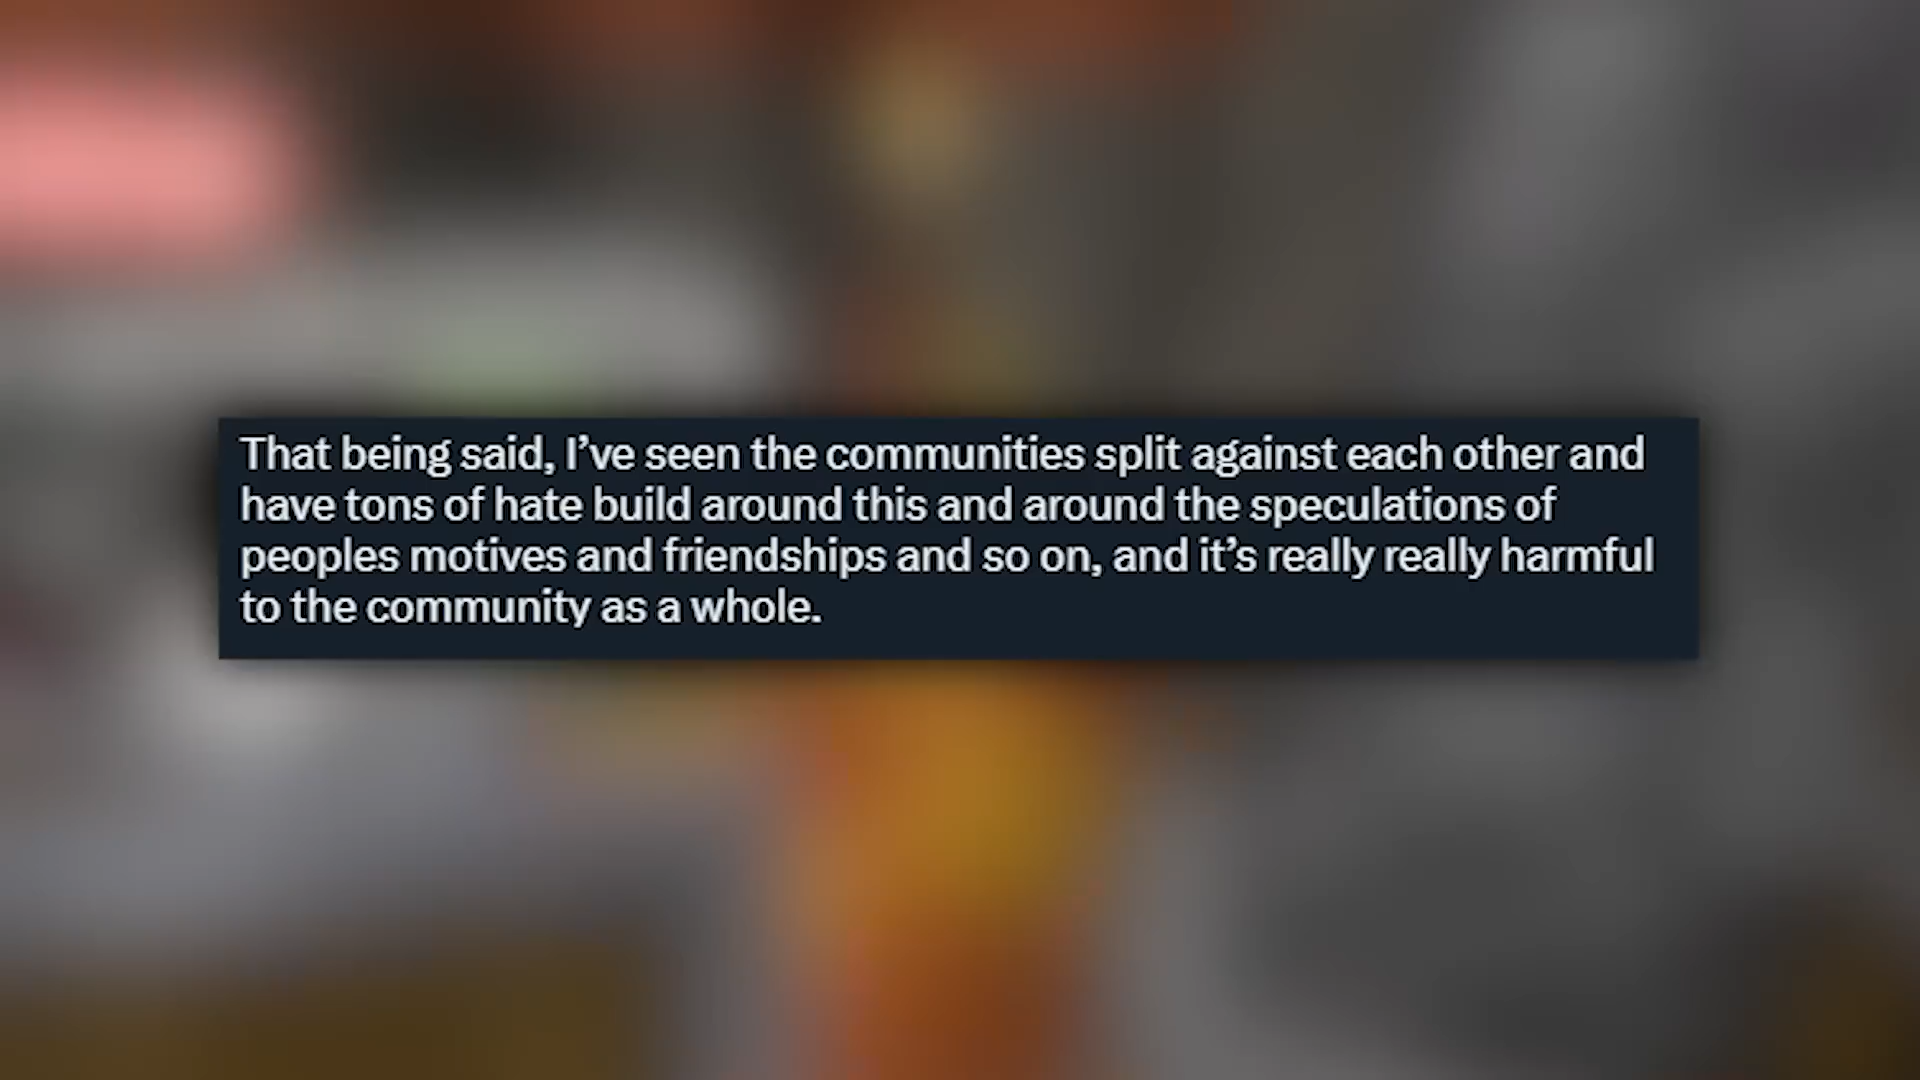 That being said, I’ve seen the communities split against each other and
have tons of hate build around this and around the speculations of
peoples motives and friendships and so on, and it’s really really harmful
to the community as a whole.